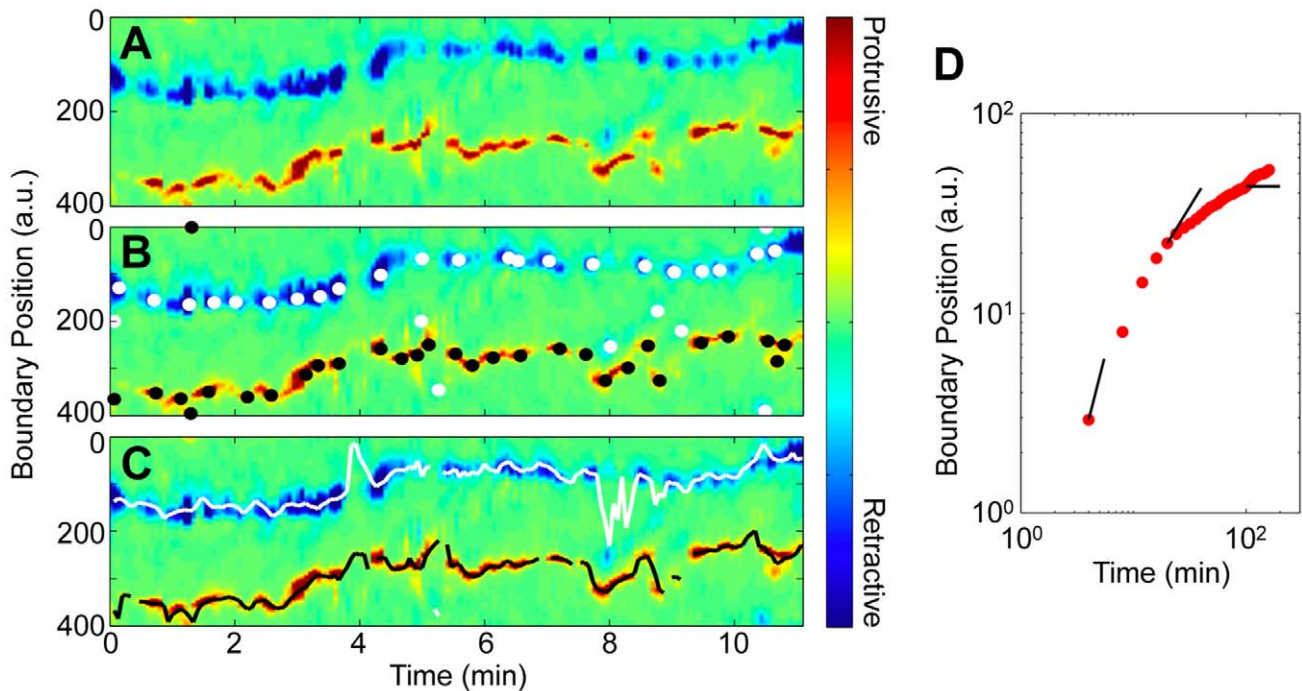 A
0
200
400
B
0
200
400
C
0
200
400
0 2 4 6 8 10
Time (min)
Boundary Position (a.u.)
Protrusive
Retractive
D
10²
10¹
10⁰
10⁰ 10²
Boundary Position (a.u.)
Time (min)